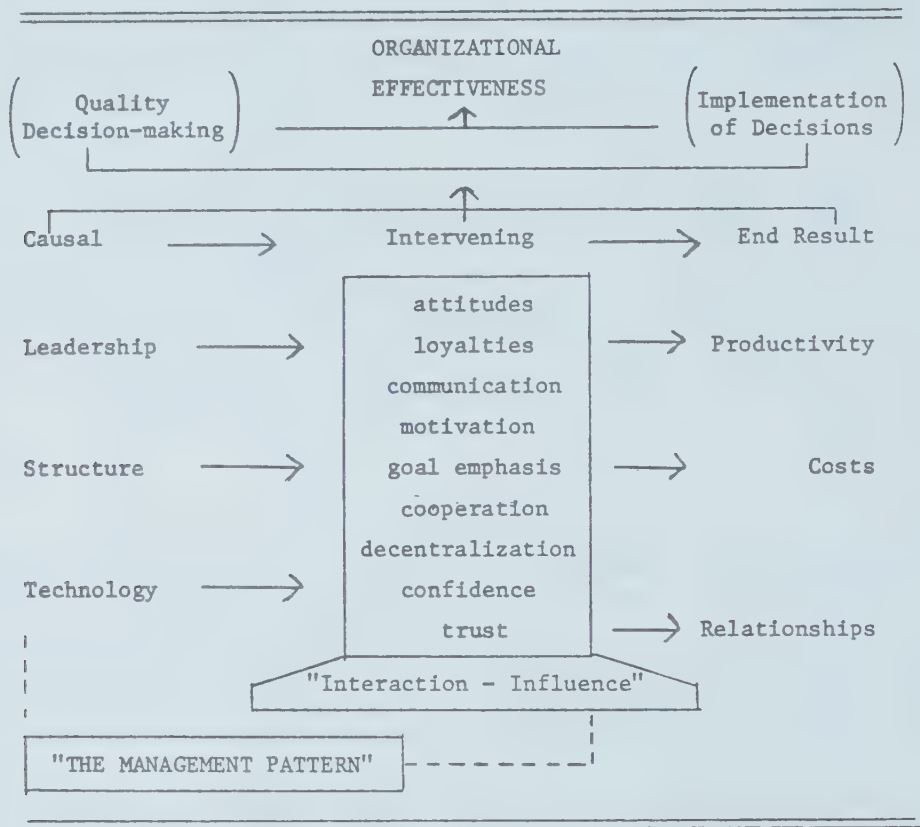 ORGANIZATIONAL
EFFECTIVENESS
Quality
Decision-making
Implementation
of Decisions
Causal
Intervening
End Result
attitudes
Leadership
loyalties
Productivity
communication
motivation
Structure
goal emphasis
Costs
cooperation
decentralization
Technology
confidence
trust
Relationships
"Interaction - Influence"
"THE MANAGEMENT PATTERN"